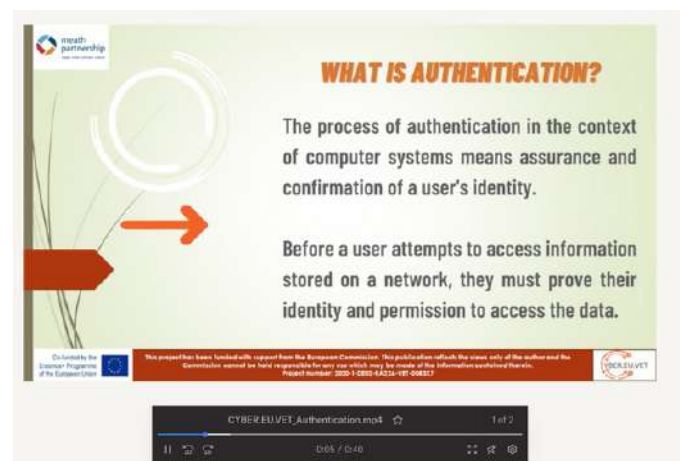 meath
partnership
WHAT IS AUTHENTICATION?
The process of authentication in the context
of computer systems means assurance and
confirmation of a user's identity.
Before a user attempts to access information
stored on a network, they must prove their
identity and permission to access the data.
Co-funded by the
Erasmus+ Programme
of the European Union
This project has been funded with support from the European Commission. This publication reflects the views only of the author and the
Commission cannot be held responsible for any use which may be made of the information contained therein.
Project number:
CYBER.EU.VET
CYBER.EU.VET_Authentication.mp4
1 of 2
0:05 / 0:40